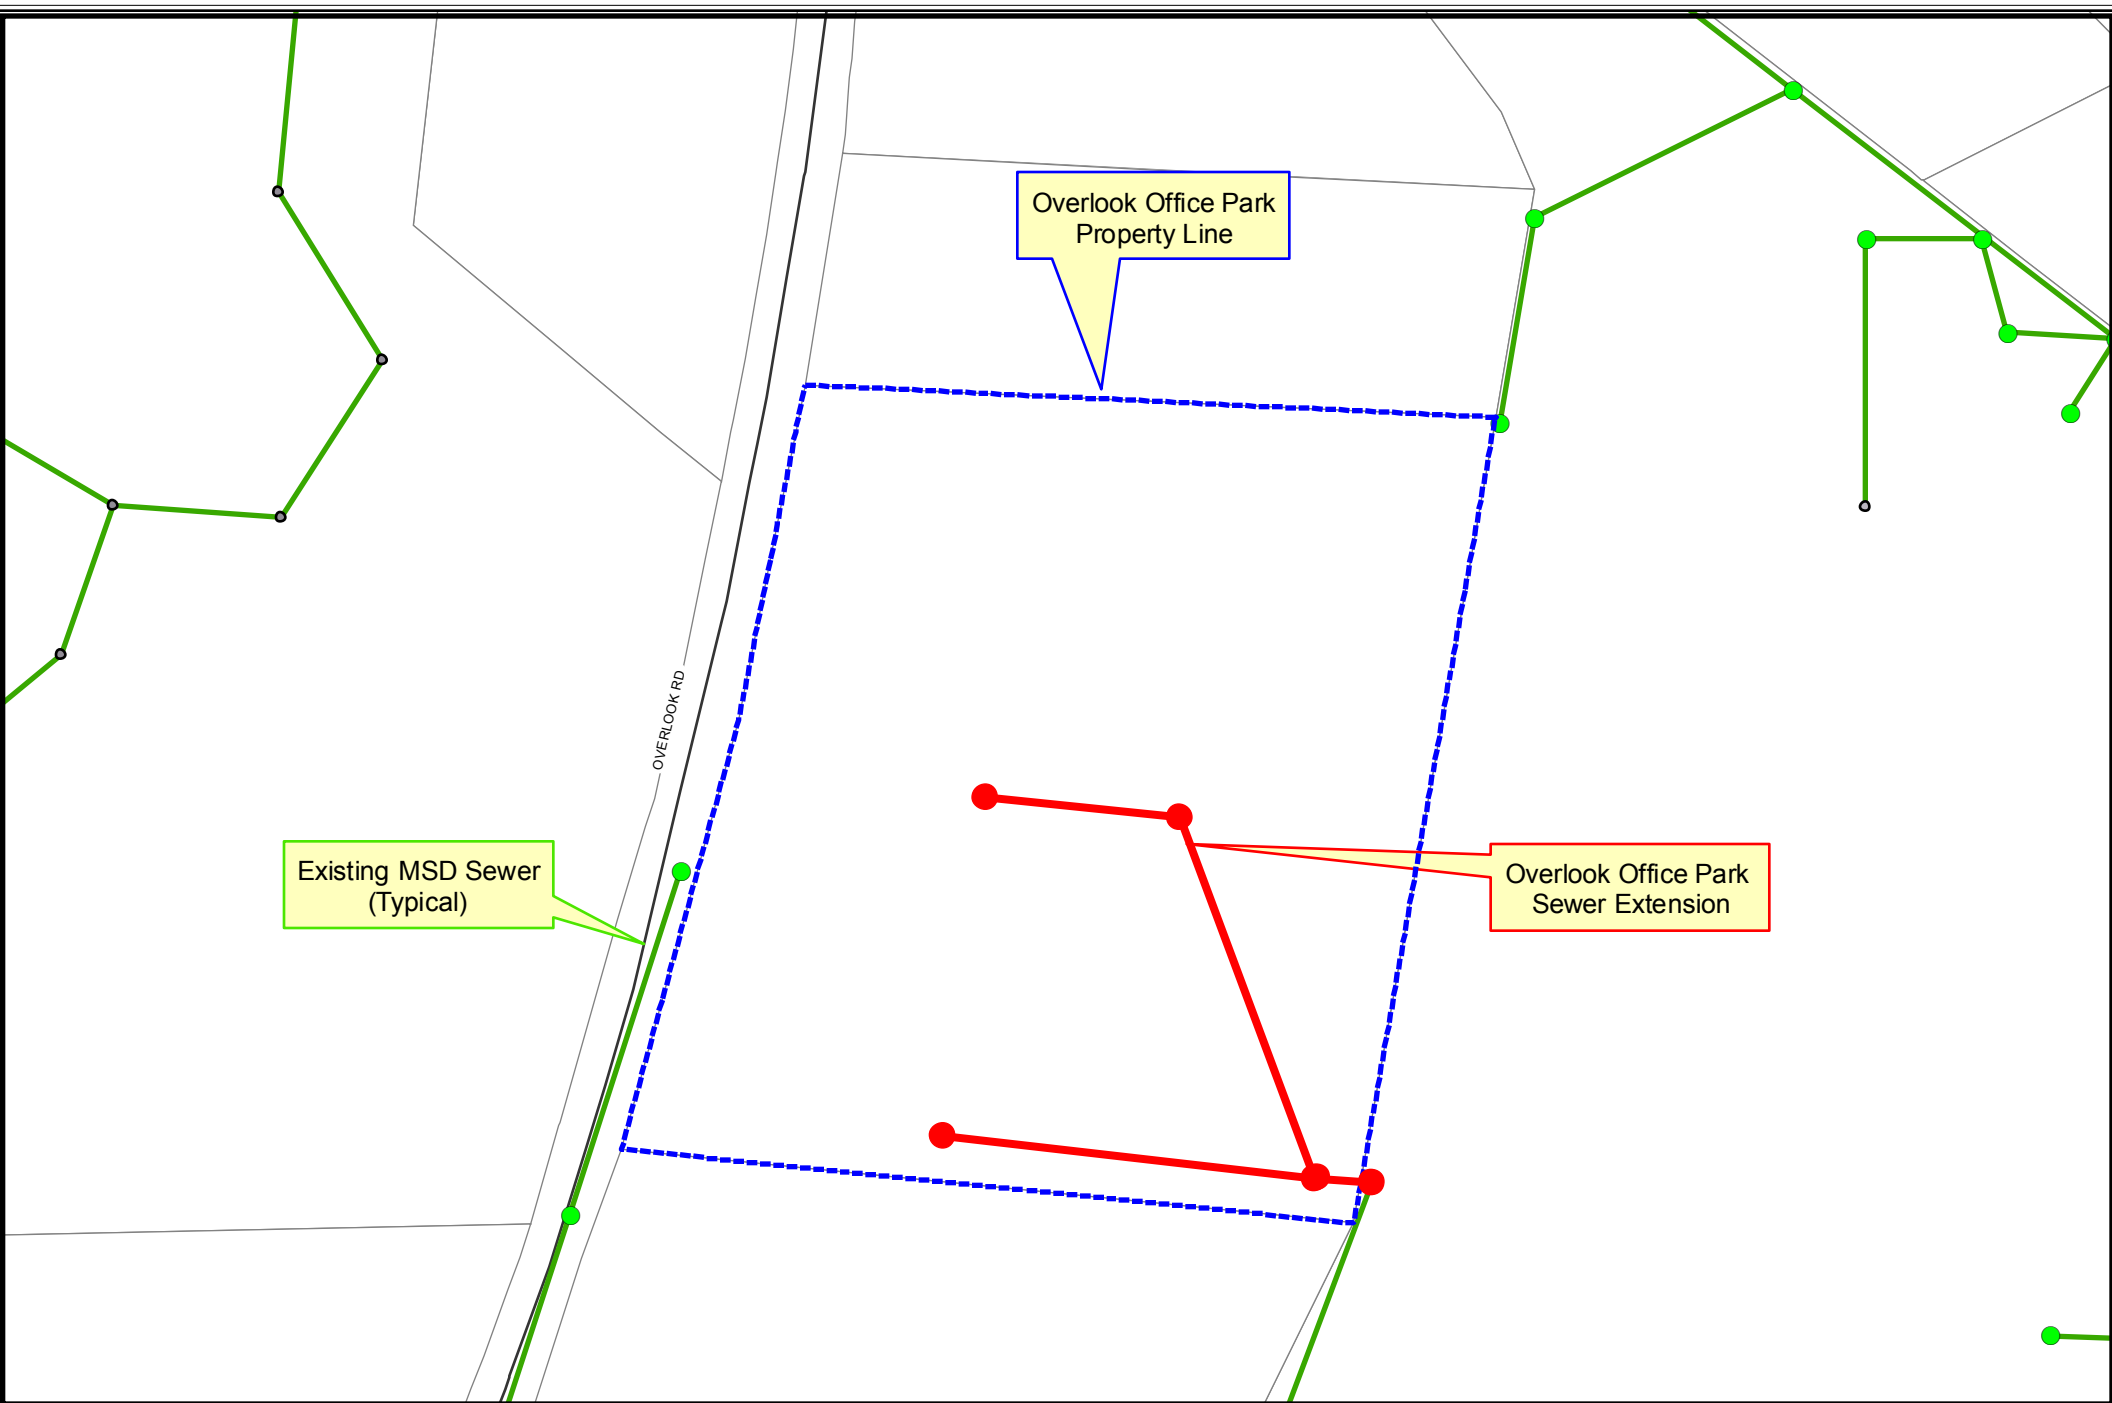 Overlook Office Park
Property Line
OVERLOOK RD
Existing MSD Sewer
(Typical)
Overlook Office Park
Sewer Extension